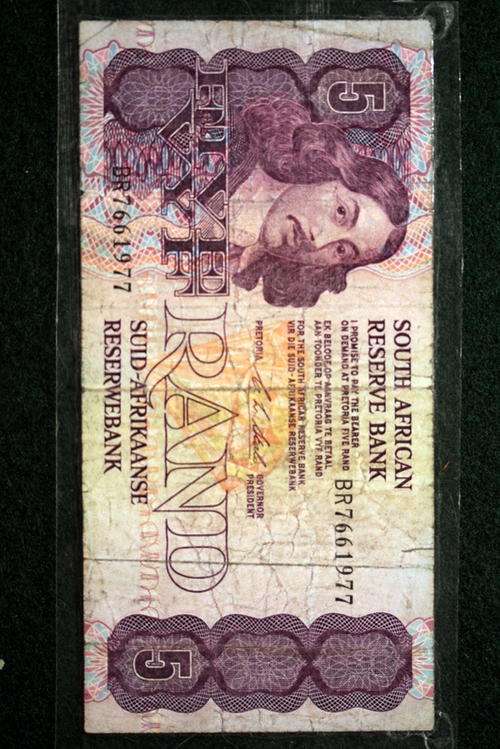 5
SOUTH AFRICAN
RESERVE BANK
I PROMISE TO PAY THE BEARER
ON DEMAND AT PRETORIA FIVE RAND
EK BELOOF OP AANVRAAG TE BETAAL
AAN TOONDER TE PRETORIA VYF RAND
BR7661977
FOR THE SOUTH AFRICAN RESERVE BANK
VIR DIE SUID-AFRIKAANSE RESERWEBANK
PRETORIA
GOVERNOR
PRESIDENT
FIVE
VYF
RAND
BR7661977
SUID-AFRIKAANSE
RESERWEBANK
5